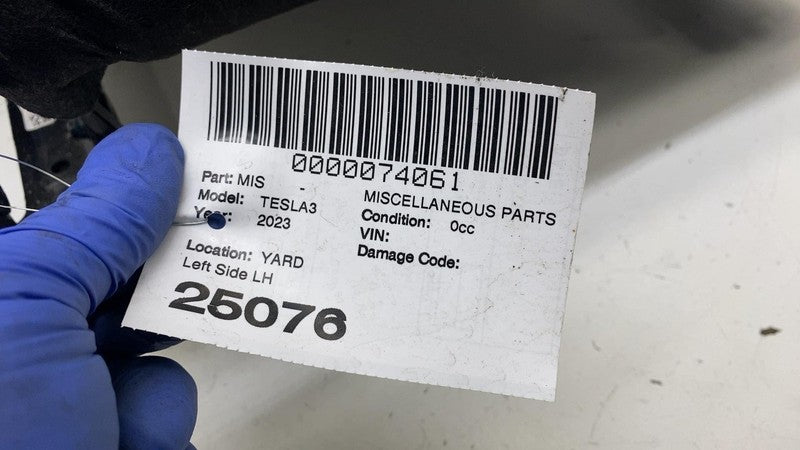 0000074061
Part: MIS - MISCELLANEOUS PARTS
Model: TESLA3 Condition: 0cc
Year: 2023 VIN:
Location: YARD Damage Code:
Left Side LH
25076